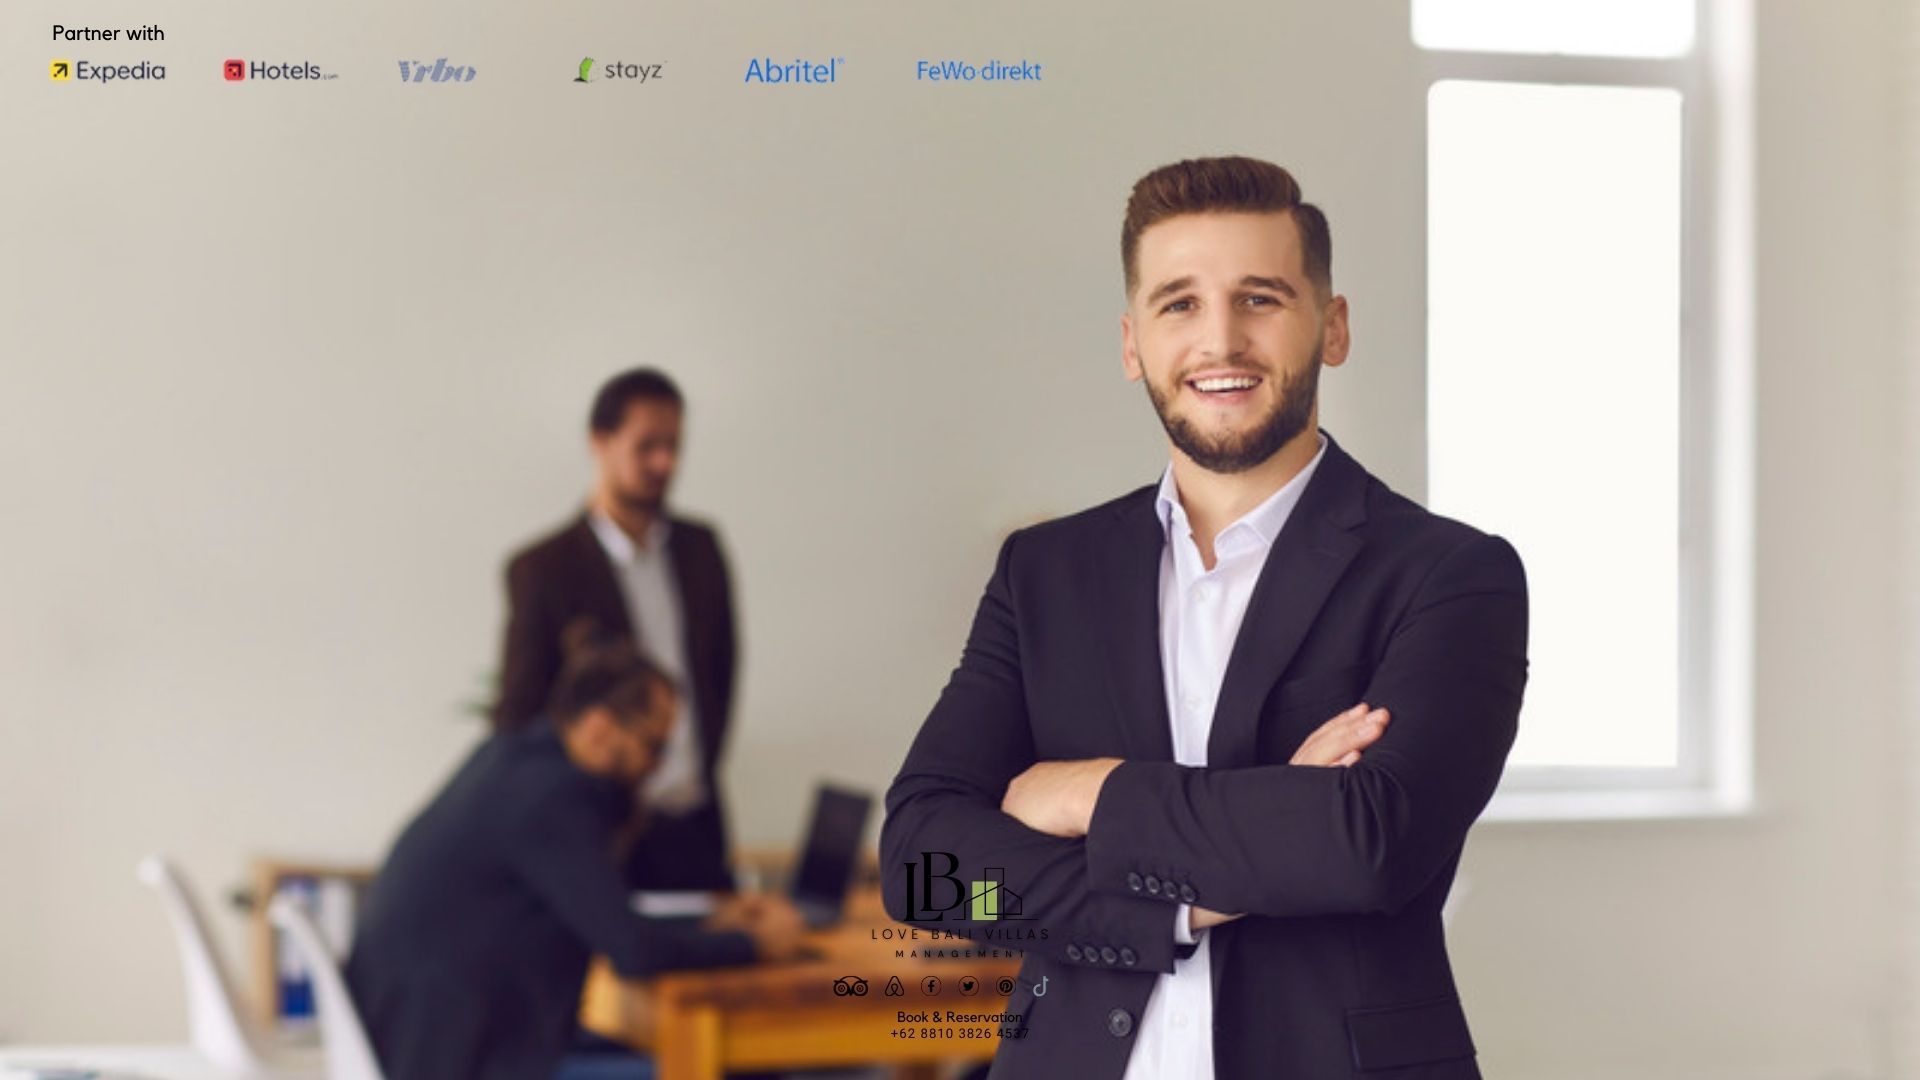 Partner with
Expedia Hotels.com Vrbo stayz Abritel FeWo-direkt
LB
LOVE BALI VILLAS
MANAGEMENT
Book & Reservation
+62 8810 3826 4537